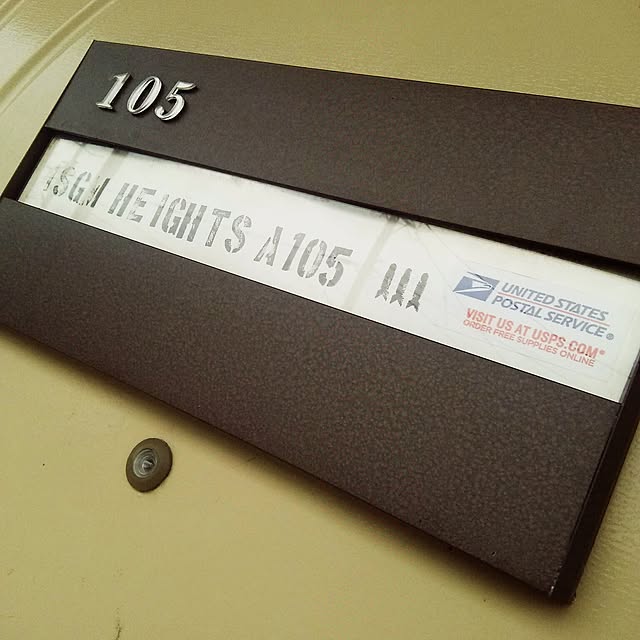 105
HEIGHTS A105
UNITED STATES
POSTAL SERVICE®
VISIT US AT USPS.COM®
ORDER FREE SUPPLIES ONLINE